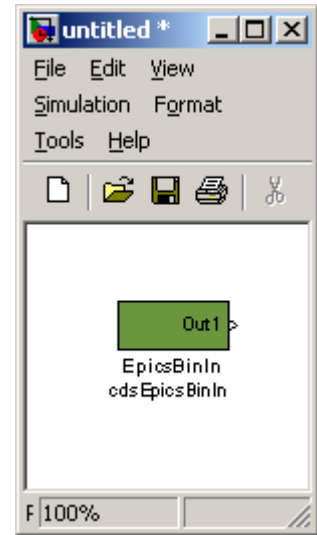 untitled *
File Edit View
Simulation Format
Tools Help
Out1
EpicsBinIn
cdsEpicsBinIn
F 100%